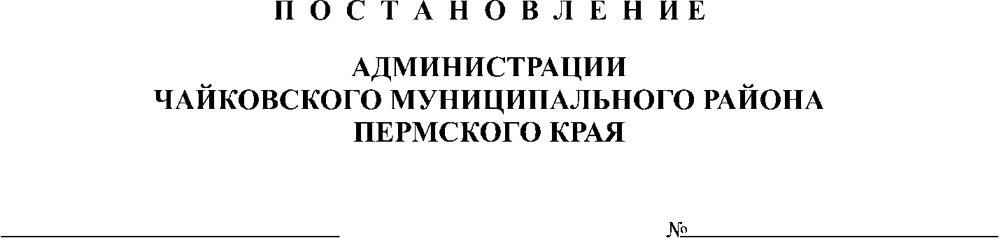 П О С Т А Н О В Л Е Н И Е
АДМИНИСТРАЦИИ
ЧАЙКОВСКОГО МУНИЦИПАЛЬНОГО РАЙОНА
ПЕРМСКОГО КРАЯ
№